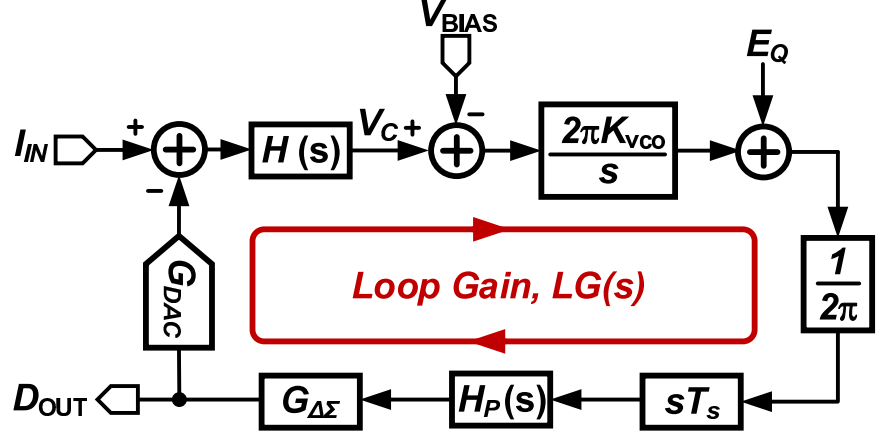 V_BIAS
E_Q
+
−
I_IN
+
H (s)
V_C +
+
2πK_VCO
s
+
−
G_DAC
Loop Gain, LG(s)
1
2π
D_OUT
G_ΔΣ
H_P (s)
sT_s